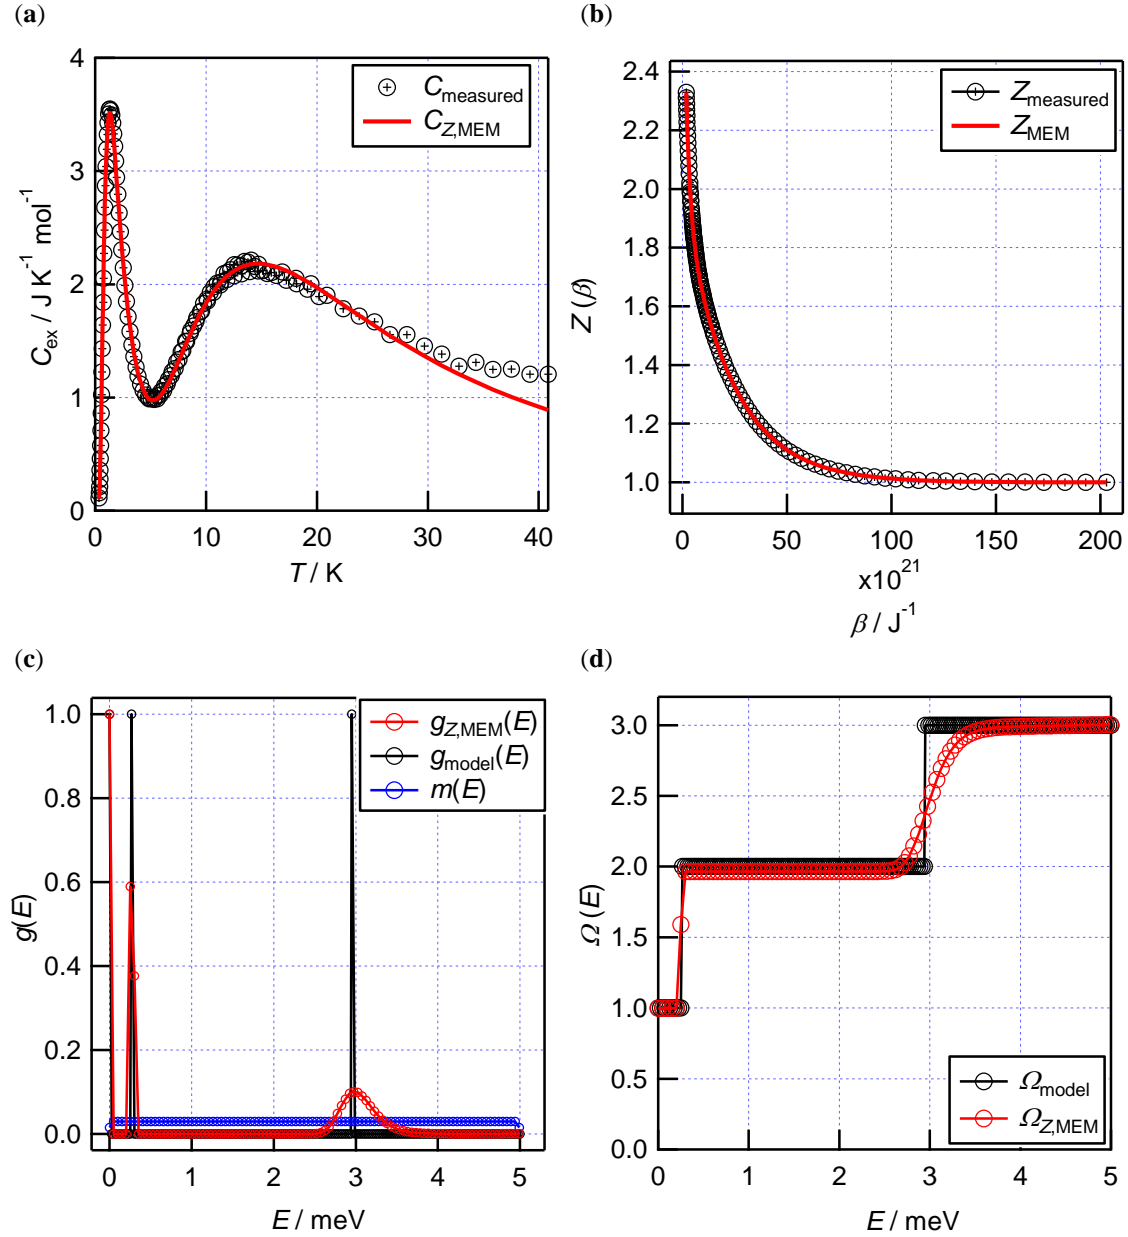 (a)
4
3
2
1
0
C_ex / J K^-1 mol^-1
C_measured
C_Z,MEM
0 10 20 30 40
T / K
(b)
2.4
2.2
2.0
1.8
1.6
1.4
1.2
1.0
Z (β)
Z_measured
Z_MEM
0 50 100 150 200
x10^21
β / J^-1
(c)
1.0
0.8
0.6
0.4
0.2
0.0
g(E)
g_Z,MEM(E)
g_model(E)
m(E)
0 1 2 3 4 5
E / meV
(d)
3.0
2.5
2.0
1.5
1.0
0.5
0.0
Ω (E)
Ω_model
Ω_Z,MEM
0 1 2 3 4 5
E / meV